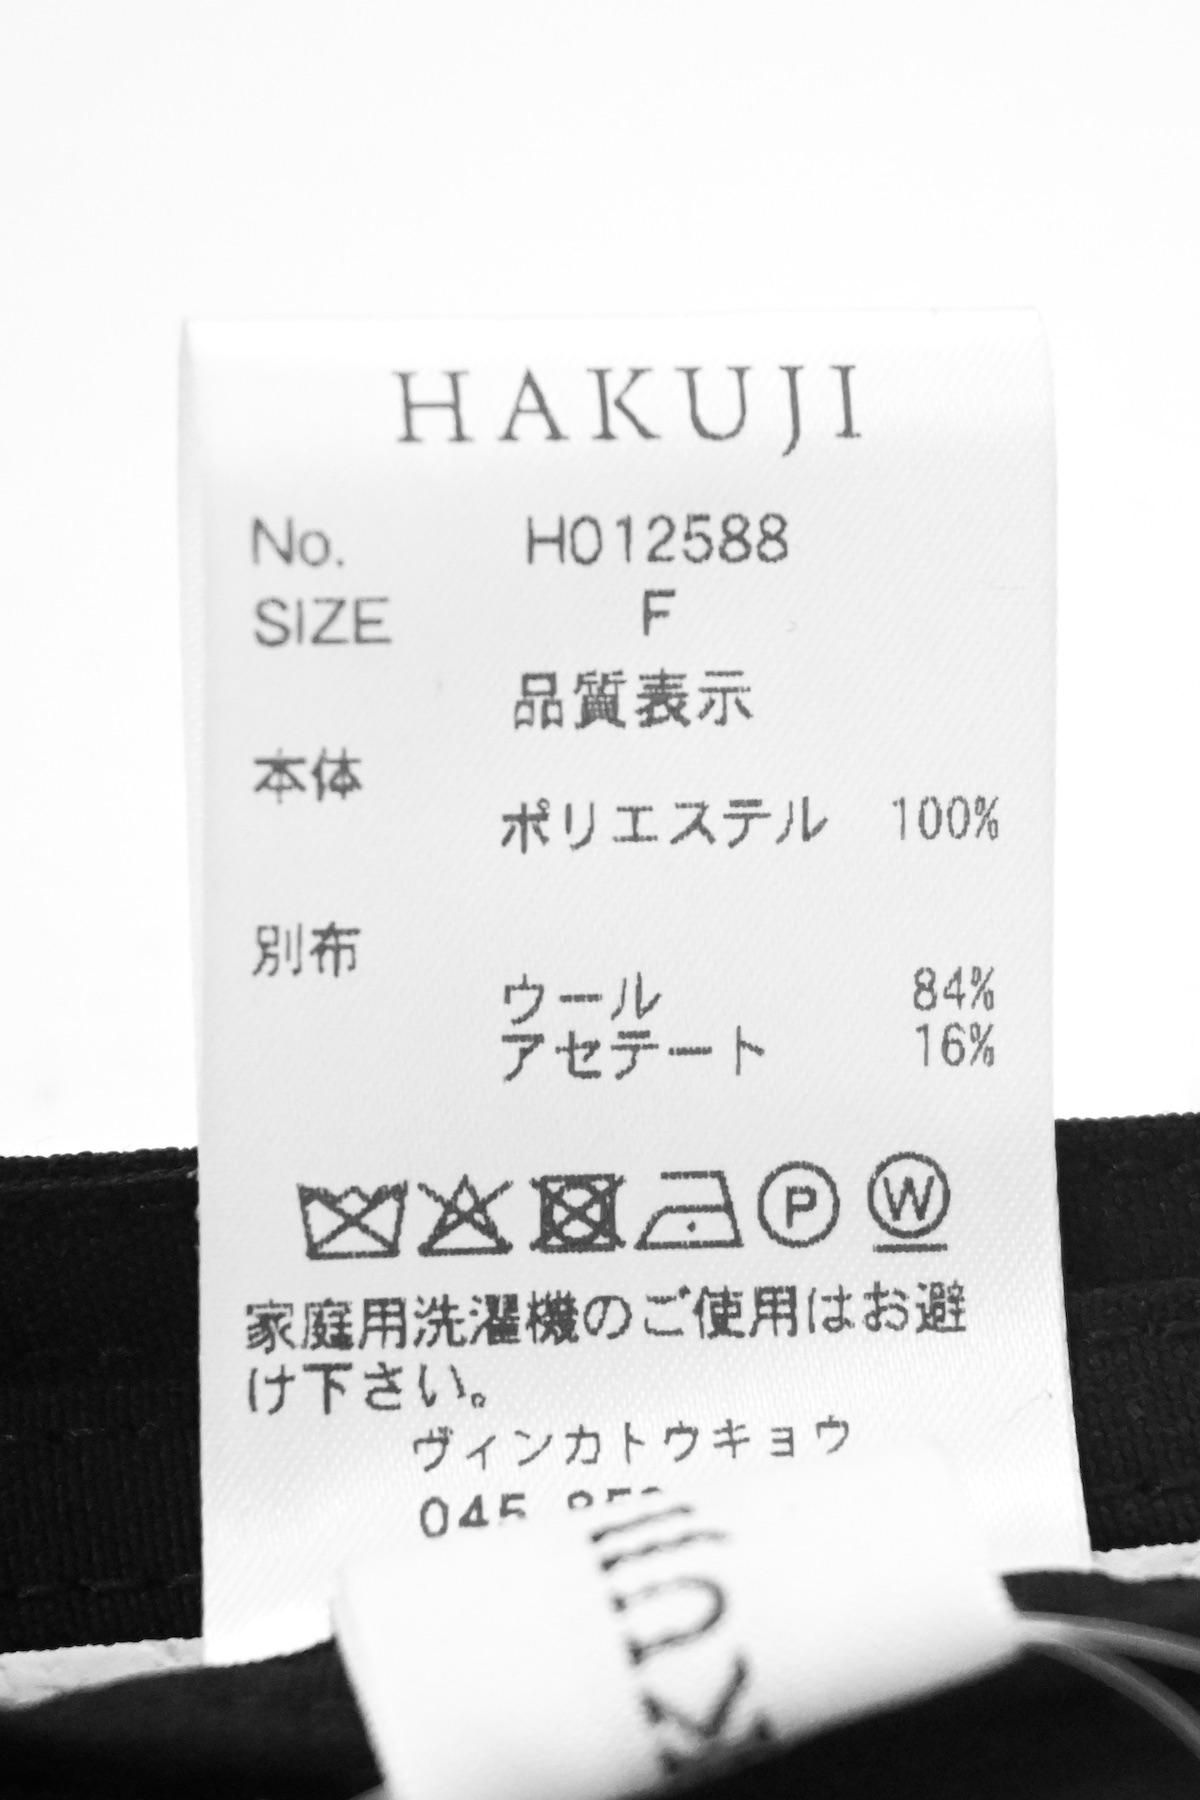 HAKUJI
No. H012588
SIZE F
品質表示
本体
ポリエステル 100%
別布
ウール 84%
アセテート 16%
P W
家庭用洗濯機のご使用はお避
け下さい。
ヴィンカトウキョウ
045
KUJI